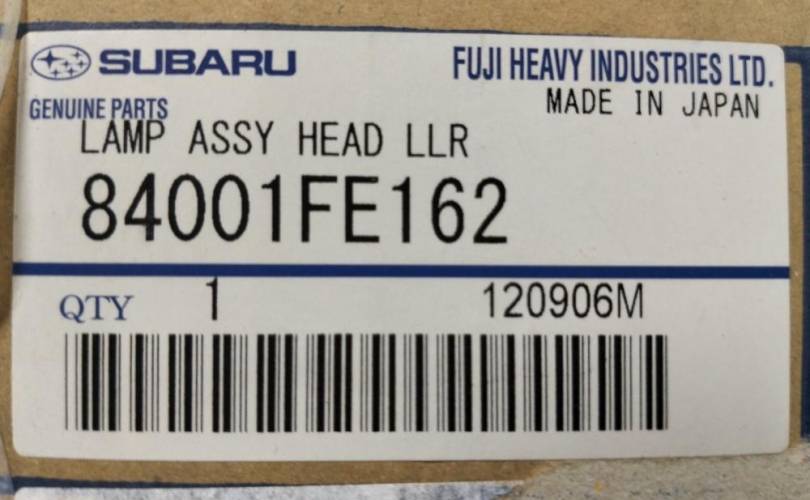 SUBARU FUJI HEAVY INDUSTRIES LTD.
GENUINE PARTS MADE IN JAPAN
LAMP ASSY HEAD LLR
84001FE162
QTY 1 120906M